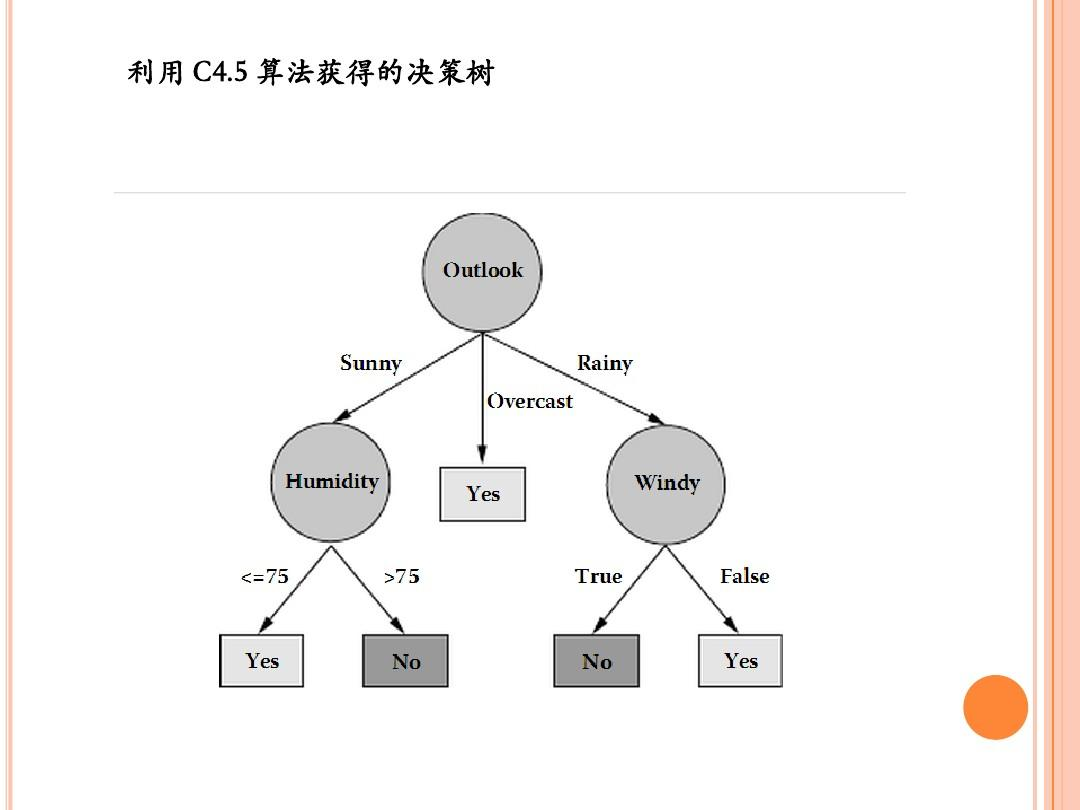 利用 C4.5 算法获得的决策树
Outlook
Sunny
Rainy
Overcast
Humidity
Yes
Windy
<=75
>75
True
False
Yes
No
No
Yes